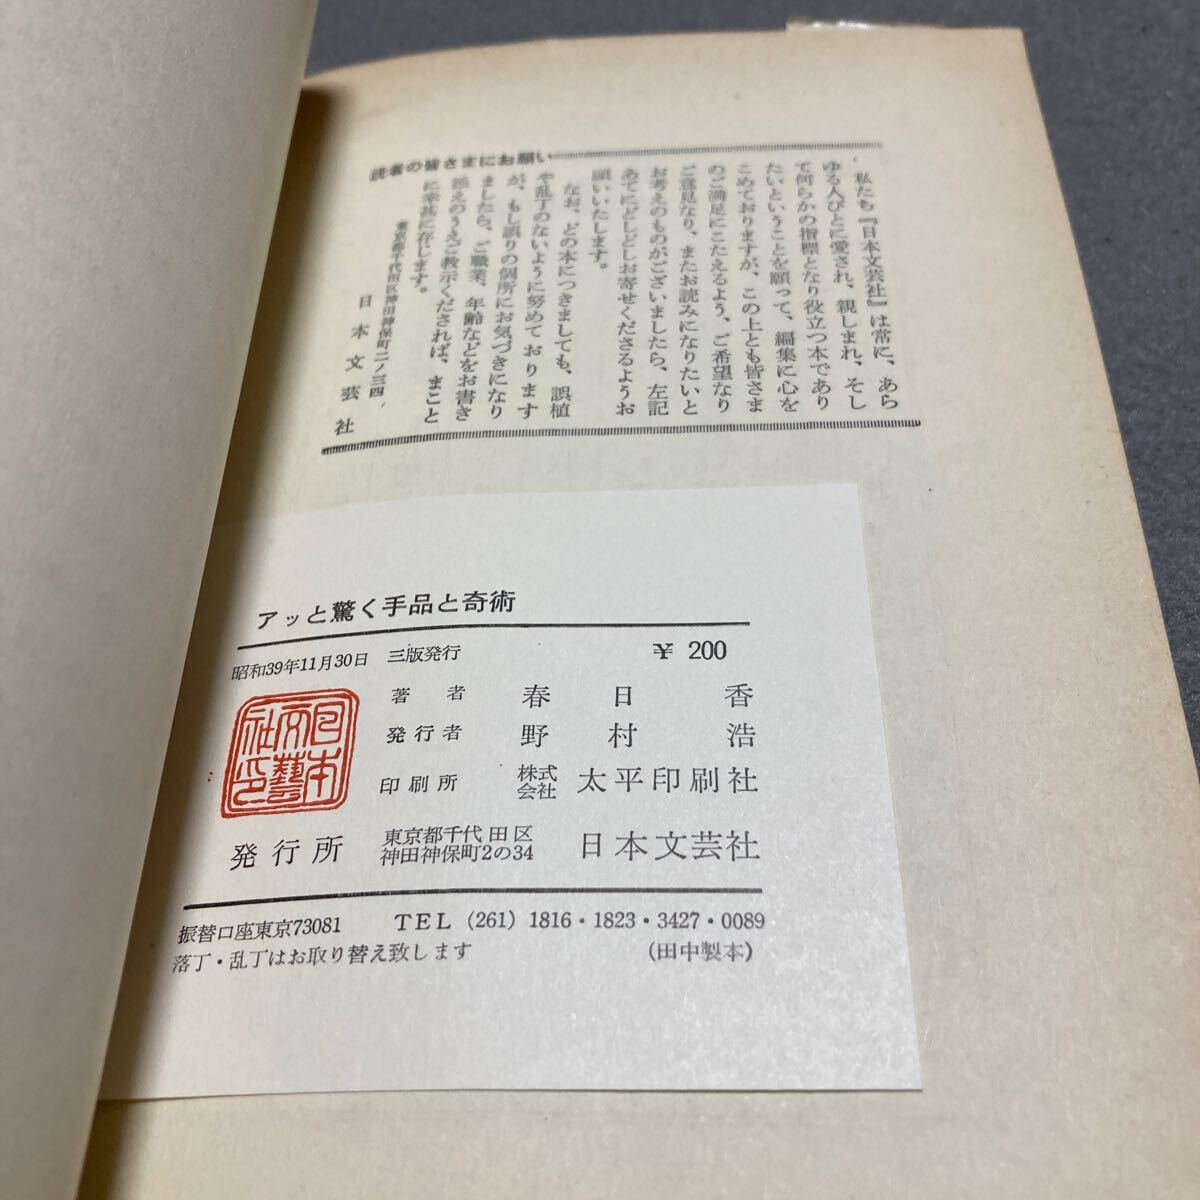 読者の皆さまにお願い
私たち『日本文芸社』は常に、あら
ゆる人びとに愛され、親しまれ、そし
て何らかの指標となり役立つ本であり
たいということを願って、編集に心を
こめておりますが、この上とも皆さま
のご満足にこたえるよう、ご希望なり
ご意見なり、またお読みになりたいと
お考えのものがございましたら、左記
あてにどしどしお寄せくださるようお
願いいたします。
なお、どの本につきましても、誤植
や乱丁のないように努めております
が、もし誤りの個所にお気づきになり
ましたら、ご職業、年齢などをお書き
添えのうえご教示くだされば、まこと
に幸甚に存じます。
東京都千代田区神田神保町二ノ三四
日本文芸社
アッと驚く手品と奇術
昭和39年11月30日 三版発行 ¥ 200
著者 春日香
発行者 野村浩
印刷所 株式会社 太平印刷社
発行所 東京都千代田区神田神保町2の34 日本文芸社
日本文藝社印
振替口座東京73081 TEL (261) 1816・1823・3427・0089
落丁・乱丁はお取り替え致します (田中製本)